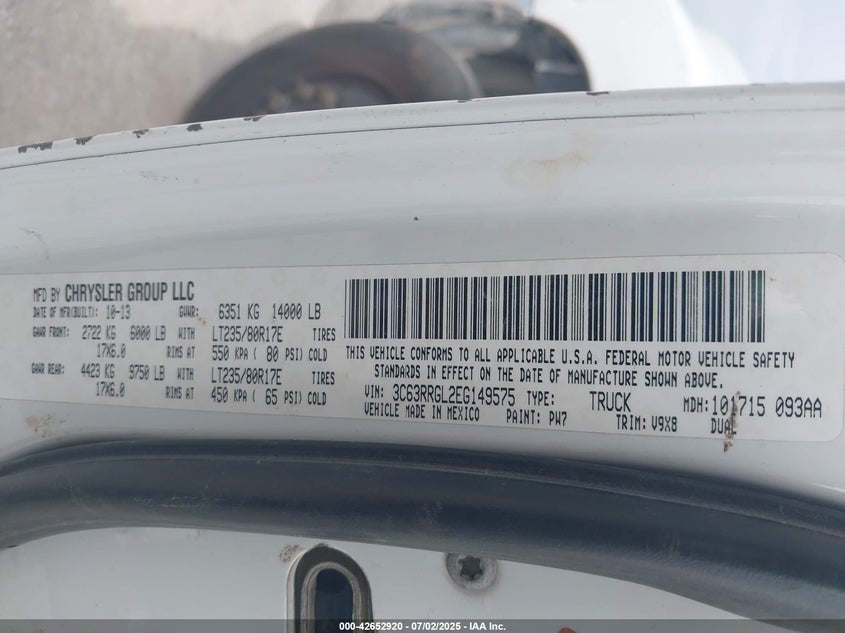 MFD BY CHRYSLER GROUP LLC
DATE OF MFR(BUILT): 10-13 GVWR: 6351 KG 14000 LB
GAWR FRONT: 2722 KG 6000 LB WITH LT235/80R17E TIRES
17X6.0 RIMS AT 550 KPA ( 80 PSI) COLD
GAWR REAR: 4423 KG 9750 LB WITH LT235/80R17E TIRES
17X6.0 RIMS AT 450 KPA ( 65 PSI) COLD
THIS VEHICLE CONFORMS TO ALL APPLICABLE U.S.A. FEDERAL MOTOR VEHICLE SAFETY
STANDARDS IN EFFECT ON THE DATE OF MANUFACTURE SHOWN ABOVE.
VIN: 3C63RRGL2EG149575 TYPE: TRUCK MDH: 101715 093AA
VEHICLE MADE IN MEXICO PAINT: PW7 TRIM: V9X8 DUAL
000-42652920 - 07/02/2025 - IAA Inc.